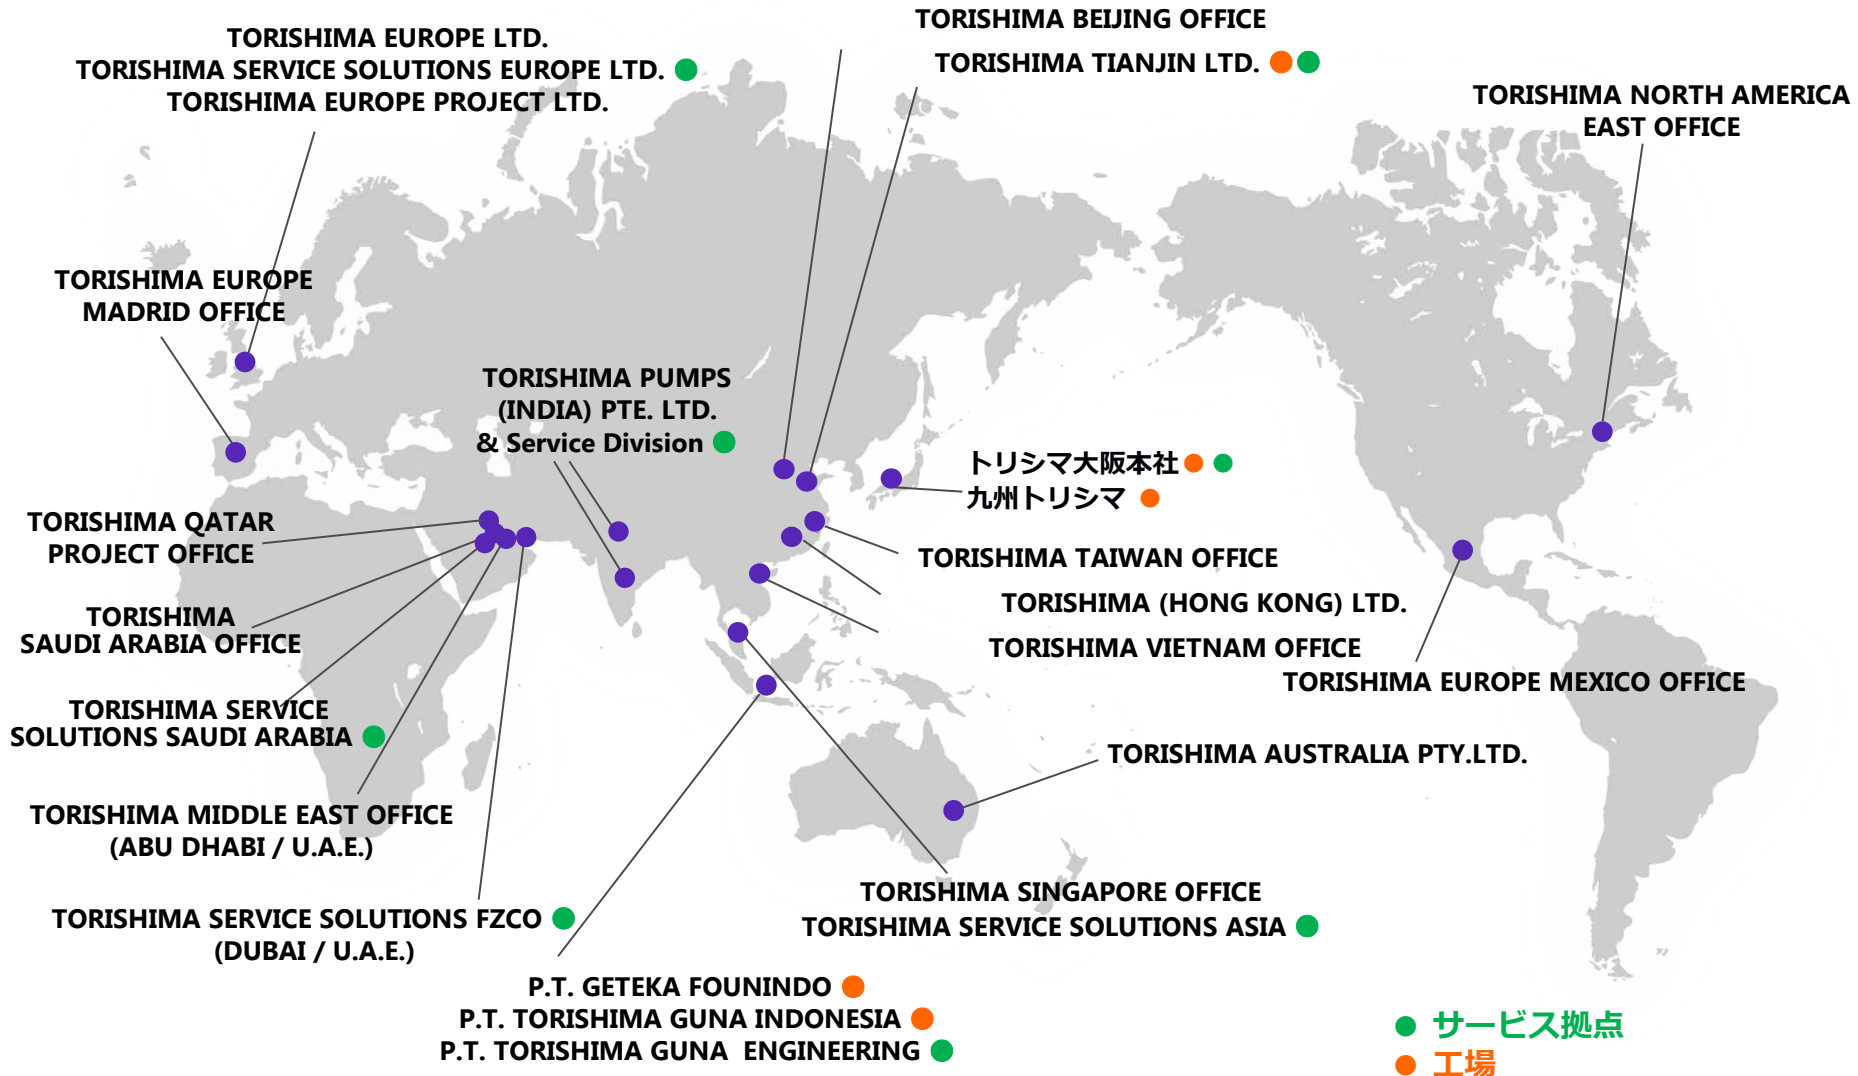 TORISHIMA EUROPE LTD.
TORISHIMA SERVICE SOLUTIONS EUROPE LTD.
TORISHIMA EUROPE PROJECT LTD.
TORISHIMA BEIJING OFFICE
TORISHIMA TIANJIN LTD.
TORISHIMA NORTH AMERICA
EAST OFFICE
TORISHIMA EUROPE
MADRID OFFICE
TORISHIMA PUMPS
(INDIA) PTE. LTD.
& Service Division
トリシマ大阪本社
九州トリシマ
TORISHIMA QATAR
PROJECT OFFICE
TORISHIMA TAIWAN OFFICE
TORISHIMA (HONG KONG) LTD.
TORISHIMA VIETNAM OFFICE
TORISHIMA EUROPE MEXICO OFFICE
TORISHIMA
SAUDI ARABIA OFFICE
TORISHIMA SERVICE
SOLUTIONS SAUDI ARABIA
TORISHIMA AUSTRALIA PTY.LTD.
TORISHIMA MIDDLE EAST OFFICE
(ABU DHABI / U.A.E.)
TORISHIMA SERVICE SOLUTIONS FZCO
(DUBAI / U.A.E.)
TORISHIMA SINGAPORE OFFICE
TORISHIMA SERVICE SOLUTIONS ASIA
P.T. GETEKA FOUNINDO
P.T. TORISHIMA GUNA INDONESIA
P.T. TORISHIMA GUNA ENGINEERING
サービス拠点
工場